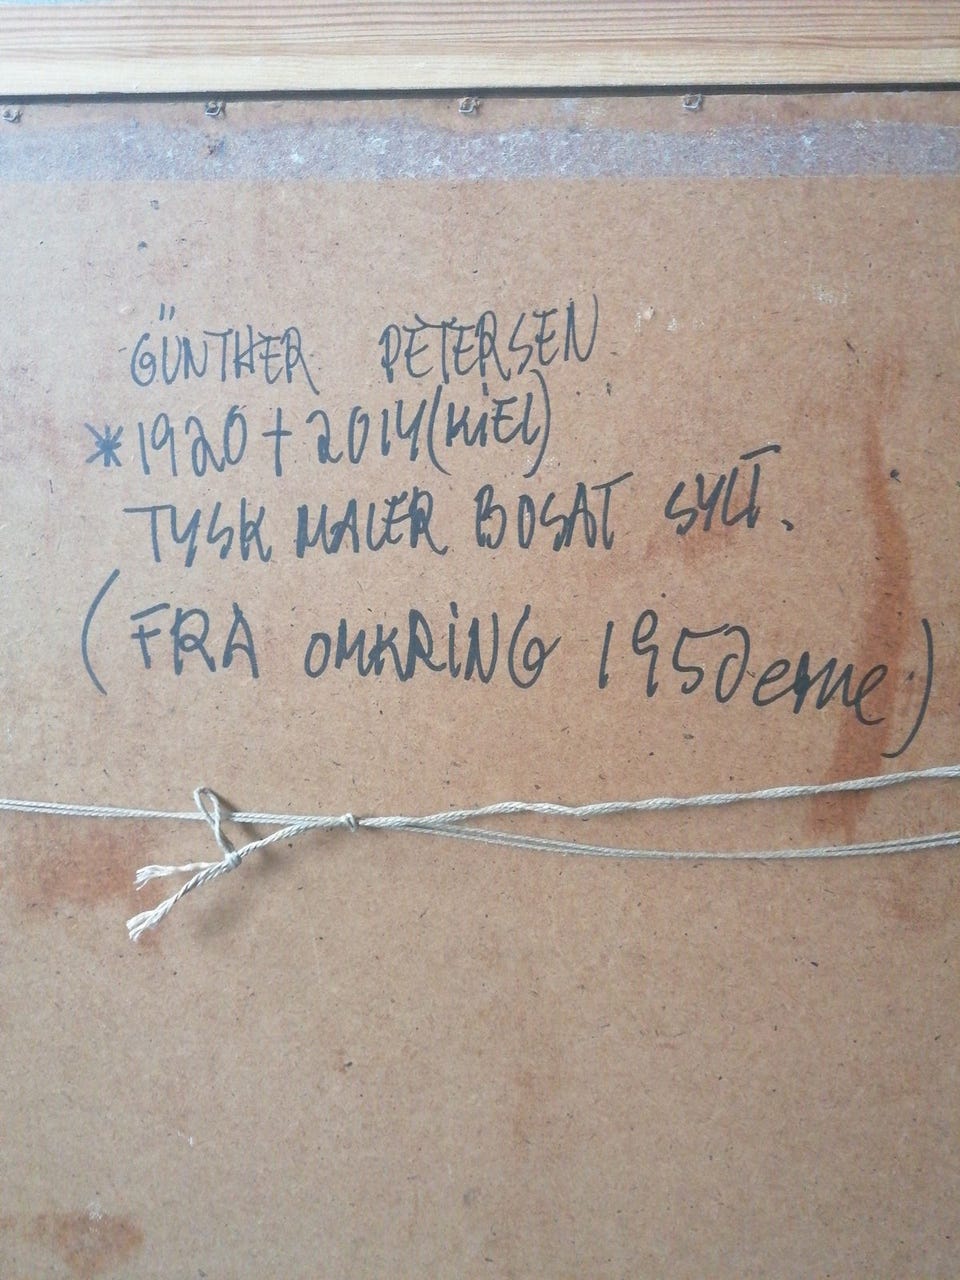 GÜNTHER PETERSEN
*1920 + 2014 (KiEL)
TYSK MALER BOSAT SYLT.
(FRA OMKRiNG 1950erne.)